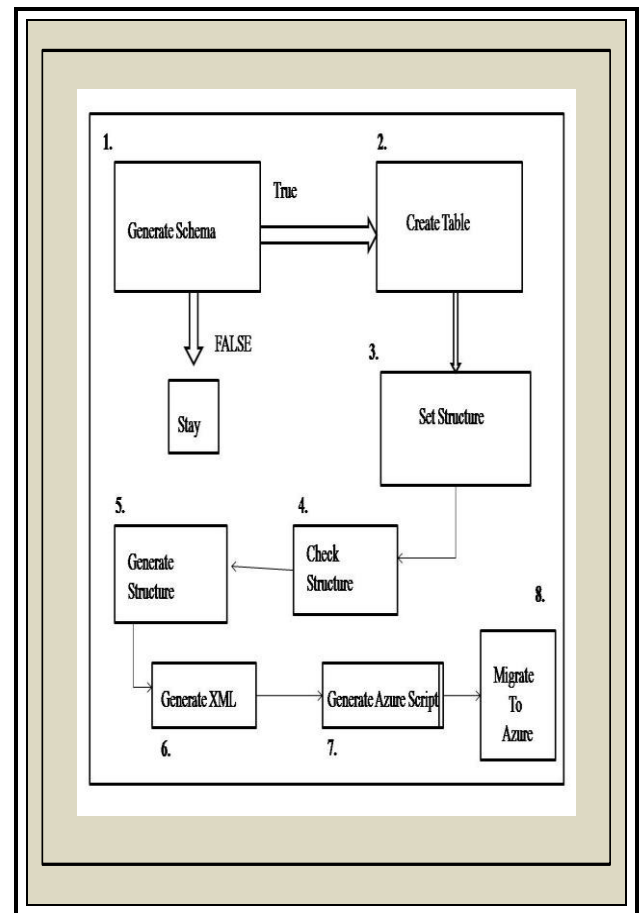 1.
Generate Schema
True
2.
Create Table
FALSE
Stay
3.
Set Structure
4.
Check
Structure
5.
Generate
Structure
Generate XML
6.
Generate Azure Script
7.
8.
Migrate
To
Azure